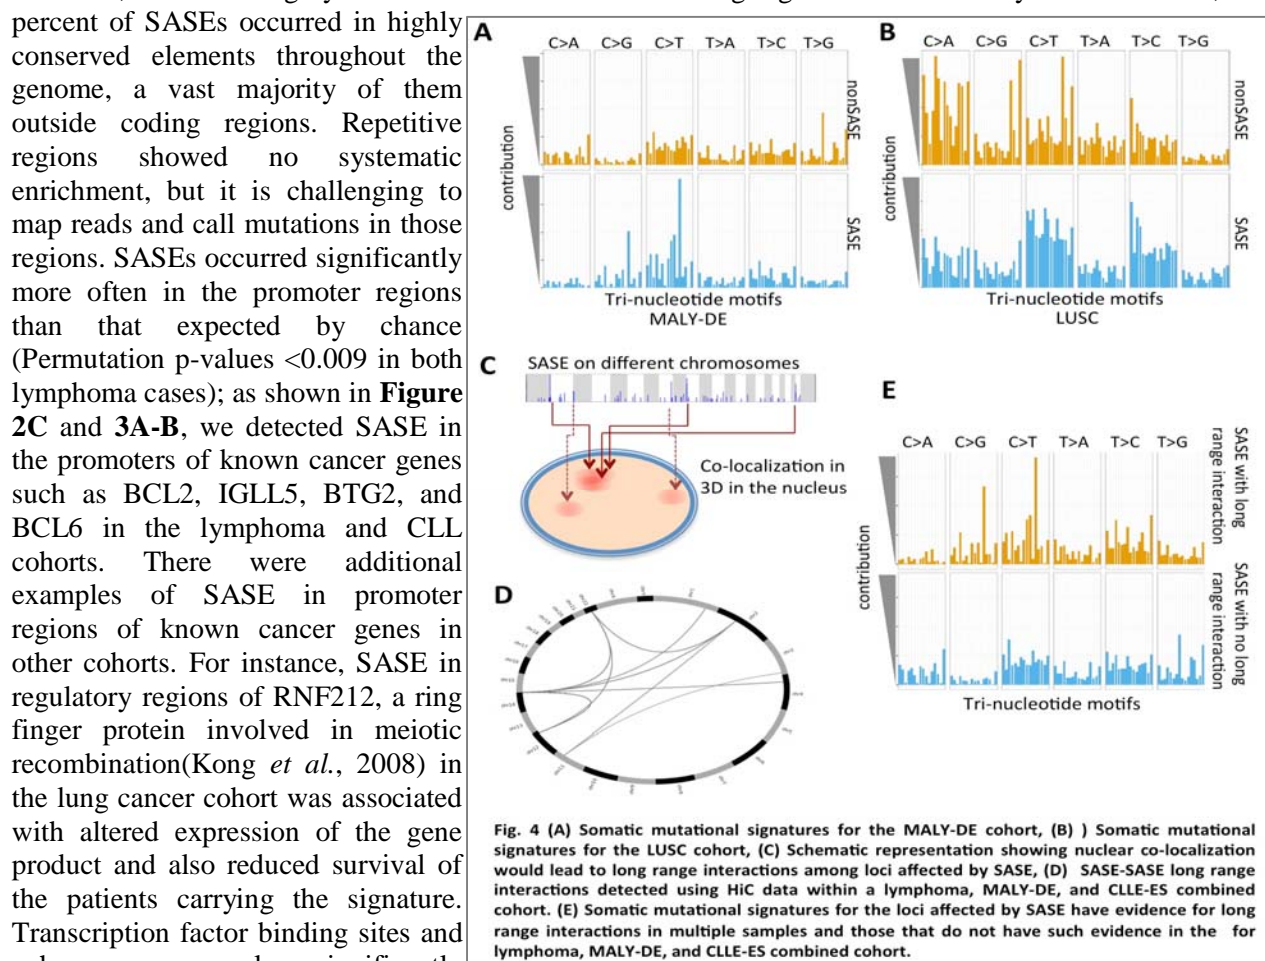 percent of SASEs occurred in highly
conserved elements throughout the
genome, a vast majority of them
outside coding regions. Repetitive
regions showed no systematic
enrichment, but it is challenging to
map reads and call mutations in those
regions. SASEs occurred significantly
more often in the promoter regions
than that expected by chance
(Permutation p-values <0.009 in both
lymphoma cases); as shown in Figure
2C and 3A-B, we detected SASE in
the promoters of known cancer genes
such as BCL2, IGLL5, BTG2, and
BCL6 in the lymphoma and CLL
cohorts. There were additional
examples of SASE in promoter
regions of known cancer genes in
other cohorts. For instance, SASE in
regulatory regions of RNF212, a ring
finger protein involved in meiotic
recombination(Kong et al., 2008) in
the lung cancer cohort was associated
with altered expression of the gene
product and also reduced survival of
the patients carrying the signature.
Transcription factor binding sites and
A
C>A C>G C>T T>A T>C T>G
nonSASE
contribution
SASE
Tri-nucleotide motifs
MALY-DE
B
C>A C>G C>T T>A T>C T>G
nonSASE
contribution
SASE
Tri-nucleotide motifs
LUSC
C
SASE on different chromosomes
Co-localization in
3D in the nucleus
D
E
C>A C>G C>T T>A T>C T>G
SASE with long
range interaction
contribution
SASE with no long
range interaction
Tri-nucleotide motifs
Fig. 4 (A) Somatic mutational signatures for the MALY-DE cohort, (B) ) Somatic mutational
signatures for the LUSC cohort, (C) Schematic representation showing nuclear co-localization
would lead to long range interactions among loci affected by SASE, (D) SASE-SASE long range
interactions detected using HiC data within a lymphoma, MALY-DE, and CLLE-ES combined
cohort. (E) Somatic mutational signatures for the loci affected by SASE have evidence for long
range interactions in multiple samples and those that do not have such evidence in the for
lymphoma, MALY-DE, and CLLE-ES combined cohort.